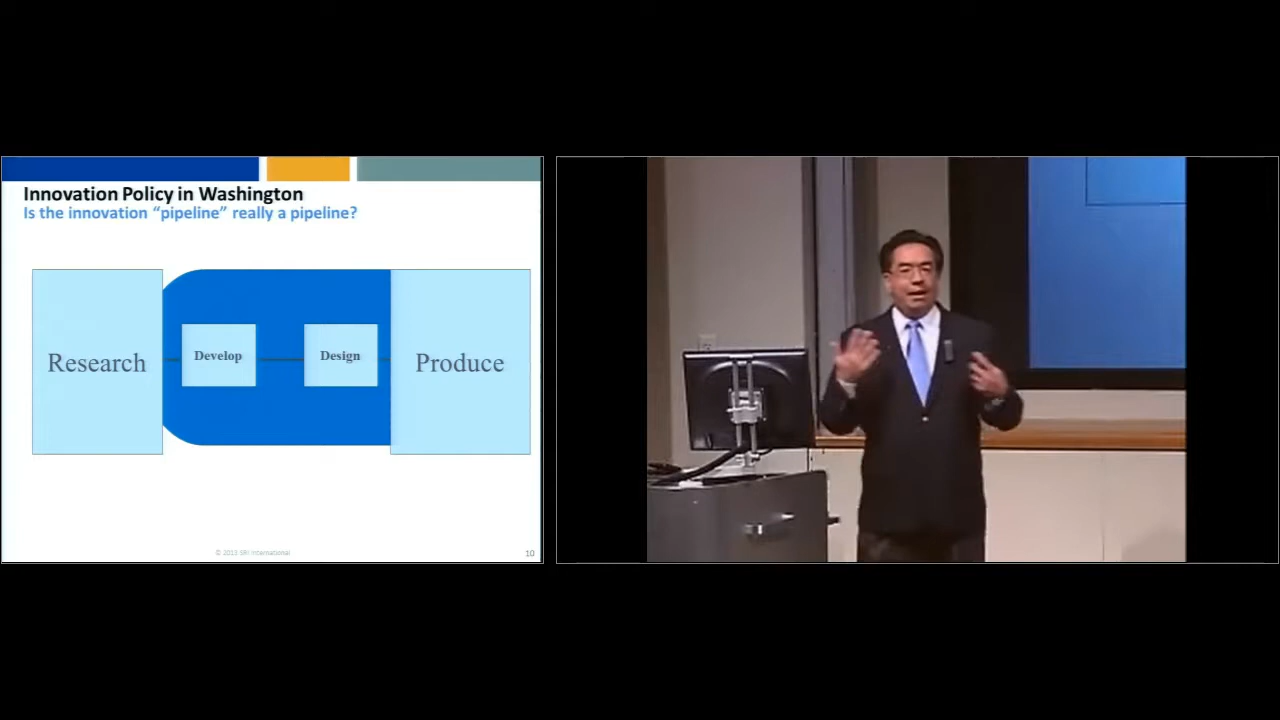 Innovation Policy in Washington
Is the innovation “pipeline” really a pipeline?
Research
Develop
Design
Produce
© 2013 SRI International
10